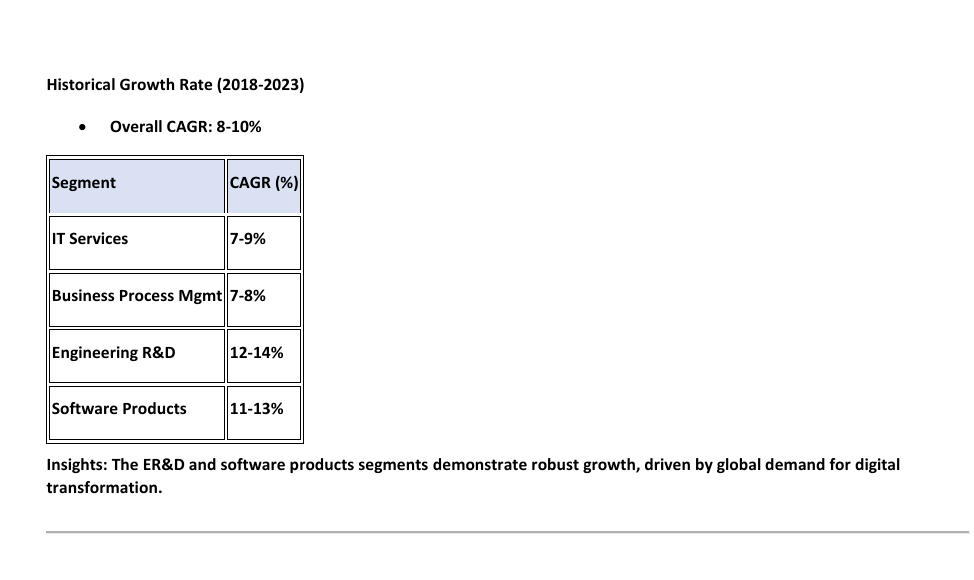 Historical Growth Rate (2018-2023)
• Overall CAGR: 8-10%
Segment CAGR (%)
IT Services 7-9%
Business Process Mgmt 7-8%
Engineering R&D 12-14%
Software Products 11-13%
Insights: The ER&D and software products segments demonstrate robust growth, driven by global demand for digital
transformation.